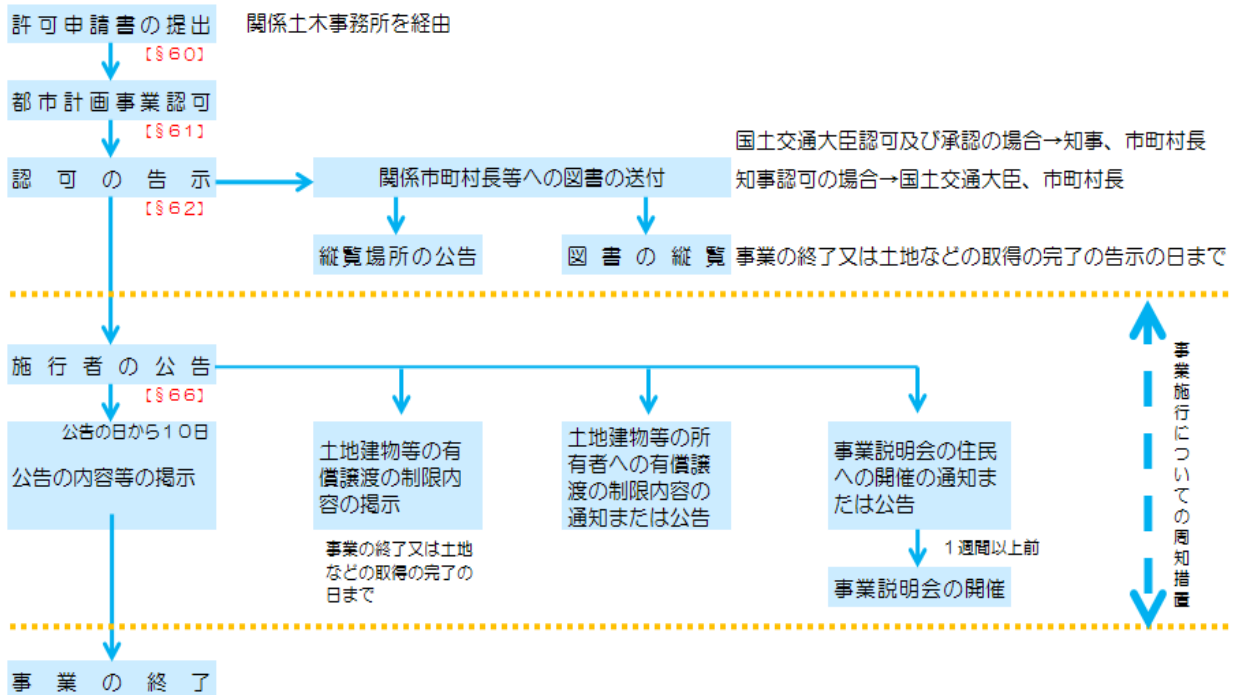 許可申請書の提出
関係土木事務所を経由
【§60】
都市計画事業認可
【§61】
国土交通大臣認可及び承認の場合→知事、市町村長
認可の告示
関係市町村長等への図書の送付
知事認可の場合→国土交通大臣、市町村長
【§62】
縦覧場所の公告
図書の縦覧
事業の終了又は土地などの取得の完了の告示の日まで
施行者の公告
【§66】
公告の日から10日
公告の内容等の掲示
土地建物等の有
償譲渡の制限内
容の掲示
事業の終了又は土地
などの取得の完了の
日まで
土地建物等の所
有者への有償譲
渡の制限内容の
通知または公告
事業説明会の住民
への開催の通知ま
たは公告
1週間以上前
事業説明会の開催
事業施行についての周知措置
事業の終了